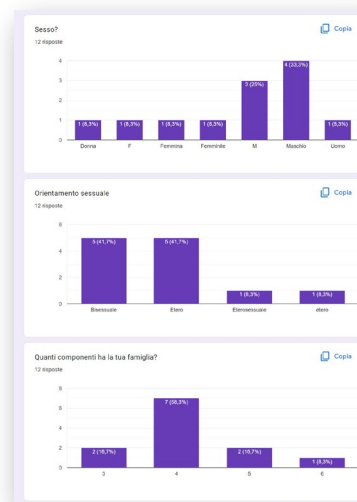 Sesso?
Copia
12 risposte
4
3
2
1
0
1 (8,3%)
1 (8,3%)
1 (8,3%)
1 (8,3%)
3 (25%)
4 (33,3%)
1 (8,3%)
Donna
F
Femmina
Femminile
M
Maschio
Uomo
Orientamento sessuale
Copia
12 risposte
6
4
2
0
5 (41,7%)
5 (41,7%)
1 (8,3%)
1 (8,3%)
Bisessuale
Etero
Eterosessuale
etero
Quanti componenti ha la tua famiglia?
Copia
12 risposte
8
6
4
2
0
2 (16,7%)
7 (58,3%)
2 (16,7%)
1 (8,3%)
3
4
5
6